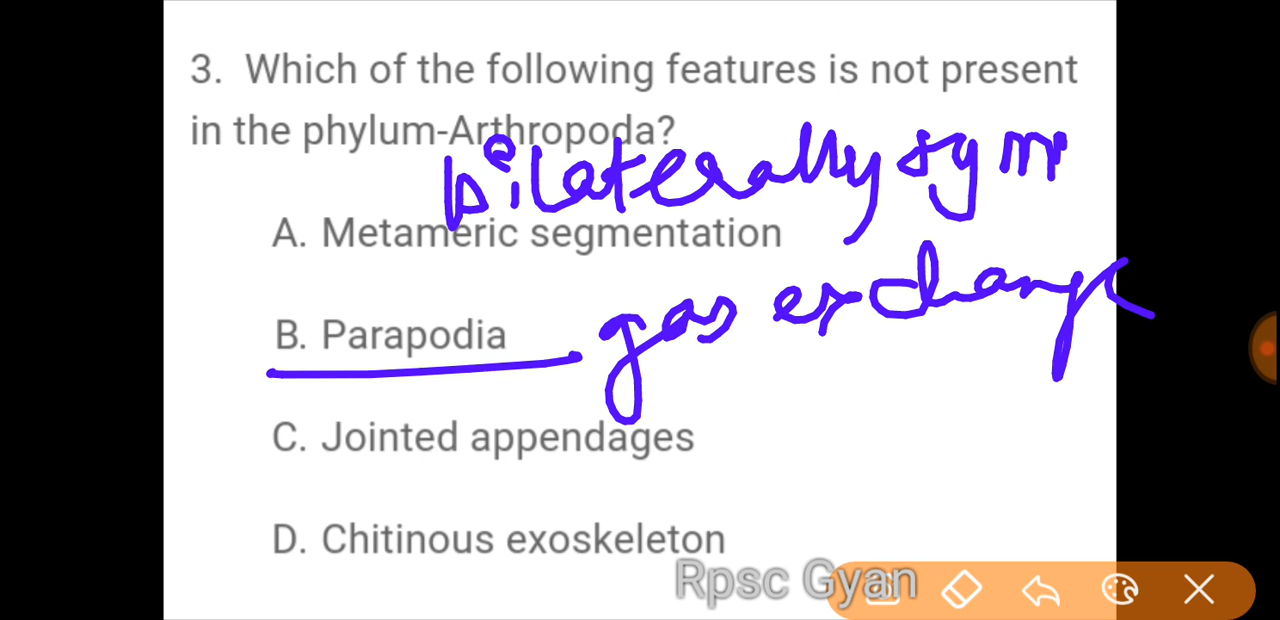 3. Which of the following features is not present
in the phylum-Arthropoda?
bilaterally sym
A. Metameric segmentation
gas exchange
B. Parapodia
C. Jointed appendages
D. Chitinous exoskeleton
Rpsc Gyan